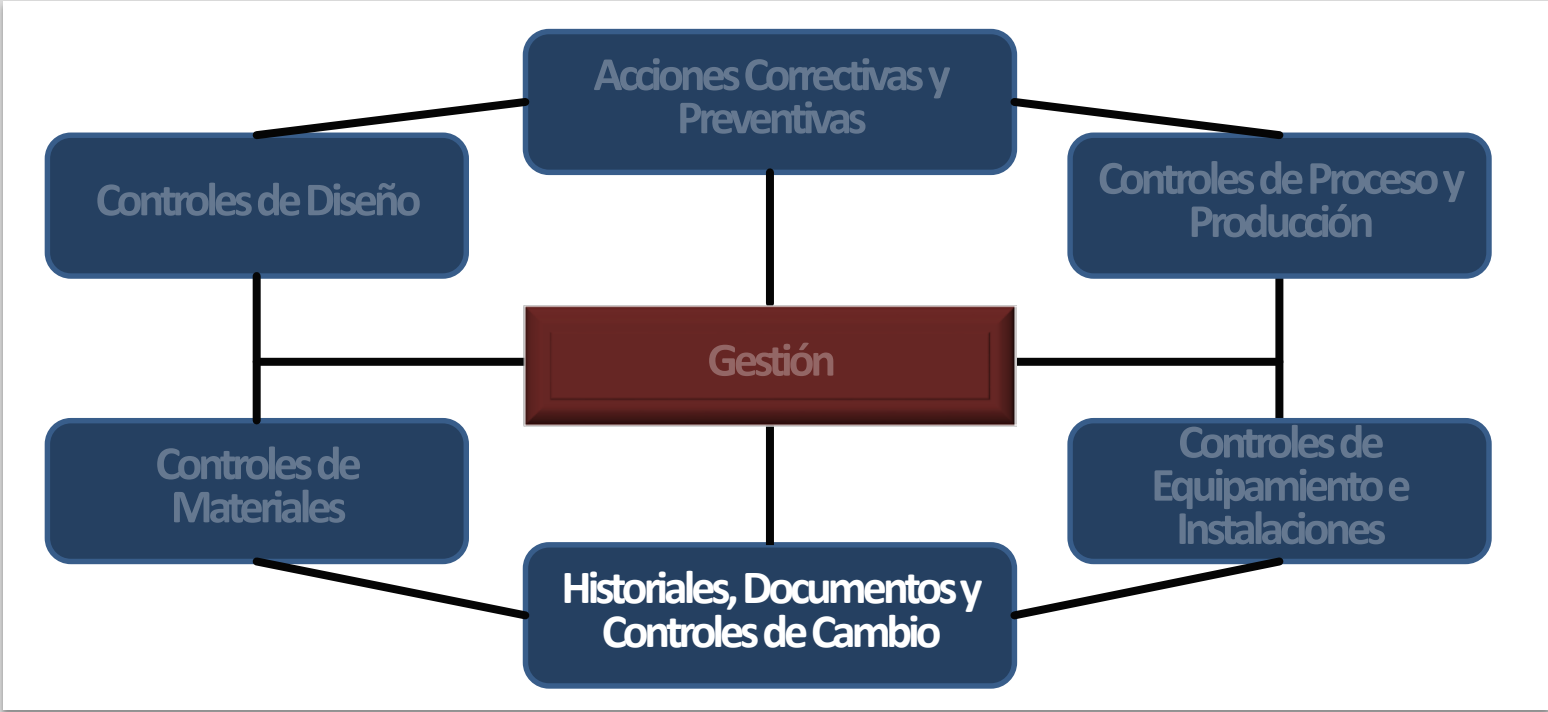 Acciones Correctivas y
Preventivas
Controles de Diseño
Controles de Proceso y
Producción
Gestión
Controles de
Materiales
Controles de
Equipamiento e
Instalaciones
Historiales, Documentos y
Controles de Cambio